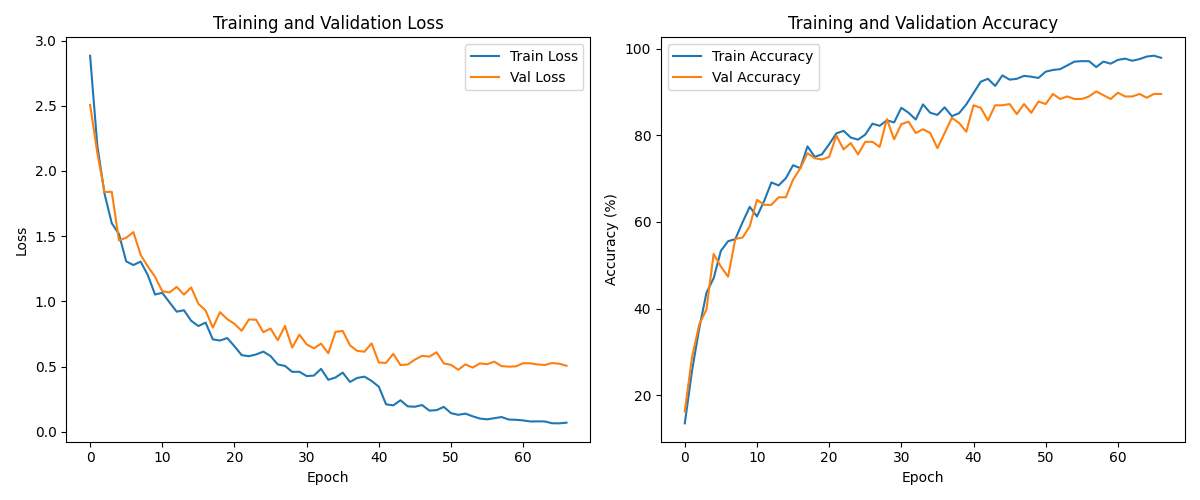 Training and Validation Loss
3.0
2.5
2.0
1.5
1.0
0.5
0.0
Loss
0 10 20 30 40 50 60
Epoch
Train Loss
Val Loss
Training and Validation Accuracy
100
80
60
40
20
Accuracy (%)
0 10 20 30 40 50 60
Epoch
Train Accuracy
Val Accuracy